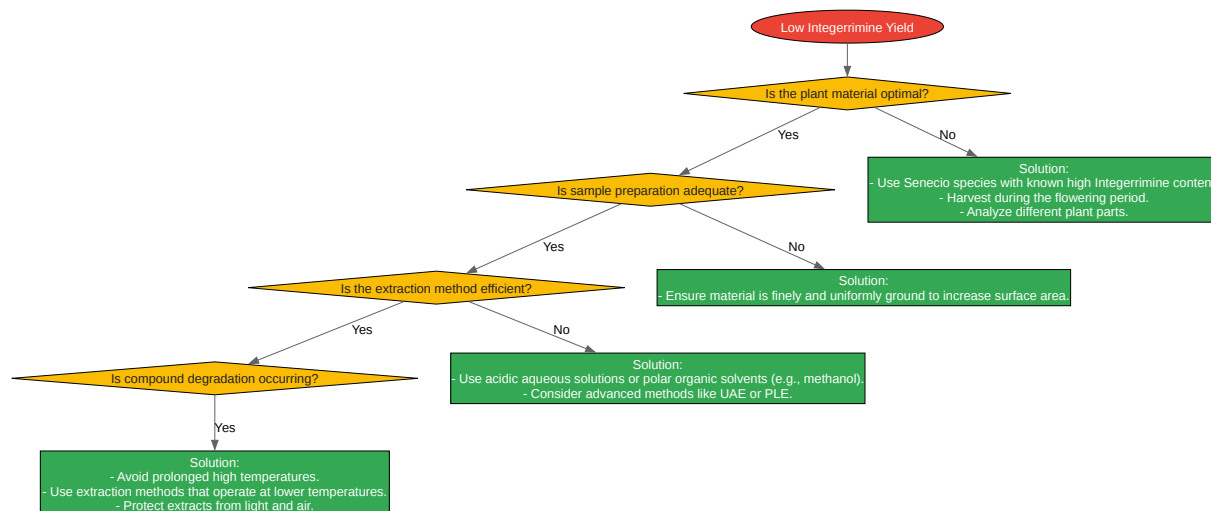 Low Integerrimine Yield
Is the plant material optimal?
Yes
No
Solution:
- Use Senecio species with known high Integerrimine conten
- Harvest during the flowering period.
- Analyze different plant parts.
Is sample preparation adequate?
Yes
No
Solution:
- Ensure material is finely and uniformly ground to increase surface area.
Is the extraction method efficient?
Yes
No
Solution:
- Use acidic aqueous solutions or polar organic solvents (e.g., methanol).
- Consider advanced methods like UAE or PLE.
Is compound degradation occurring?
Yes
Solution:
- Avoid prolonged high temperatures.
- Use extraction methods that operate at lower temperatures.
- Protect extracts from light and air.